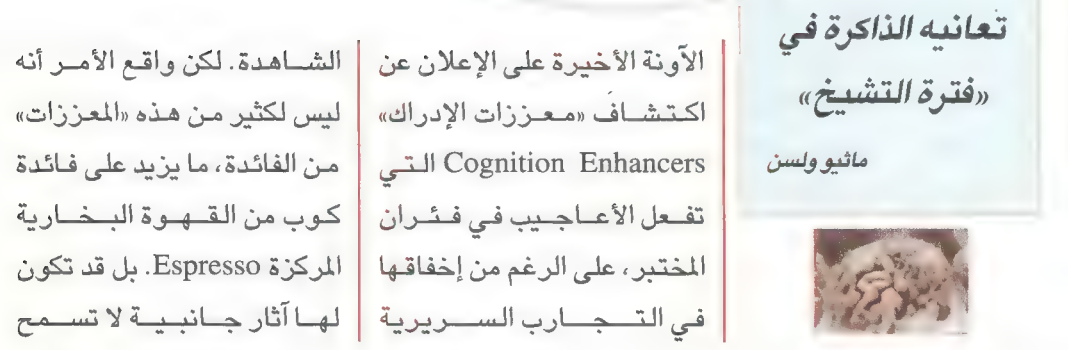 تعانيه الذاكرة في
«فترة التشيخ»
ماثيو ولسن
الآونة الأخيرة على الإعلان عن
اكتشاف «معززات الإدراك»
Cognition Enhancers التي
تفعل الأعاجيب في فئران
المختبر، على الرغم من إخفاقها
في التجارب السريرية
الشاهدة. لكن واقع الأمر أنه
ليس لكثير من هذه «المعززات»
من الفائدة، ما يزيد على فائدة
كوب من القهوة البخارية
المركزة Espresso. بل قد تكون
لها آثار جانبية لا تسمح